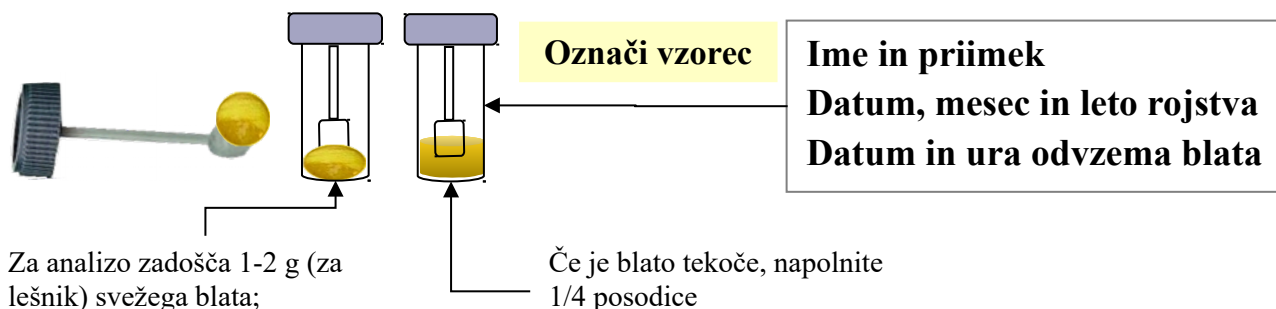 Označi vzorec
Ime in priimek
Datum, mesec in leto rojstva
Datum in ura odvzema blata
Za analizo zadošča 1-2 g (za
lešnik) svežega blata;
Če je blato tekoče, napolnite
1/4 posodice